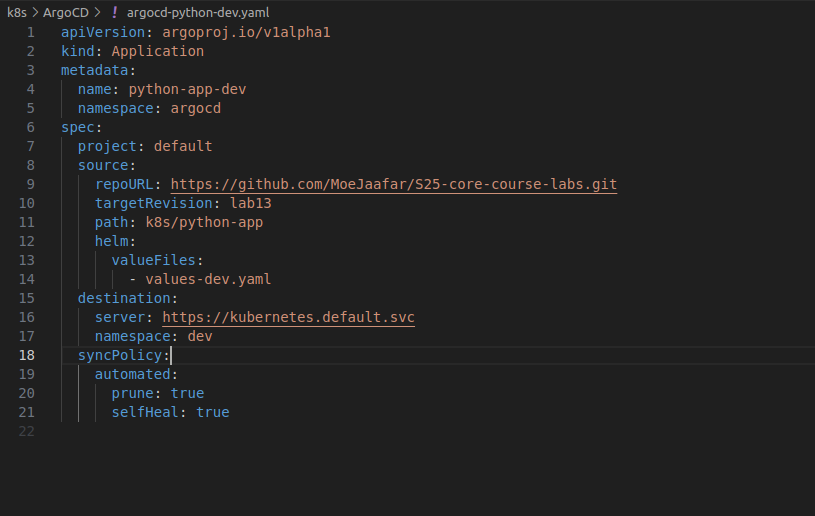 k8s > ArgoCD > ! argocd-python-dev.yaml
1 apiVersion: argoproj.io/v1alpha1
2 kind: Application
3 metadata:
4   name: python-app-dev
5   namespace: argocd
6 spec:
7   project: default
8   source:
9     repoURL: https://github.com/MoeJaafar/S25-core-course-labs.git
10     targetRevision: lab13
11     path: k8s/python-app
12     helm:
13       valueFiles:
14         - values-dev.yaml
15   destination:
16     server: https://kubernetes.default.svc
17     namespace: dev
18   syncPolicy:
19     automated:
20       prune: true
21       selfHeal: true
22